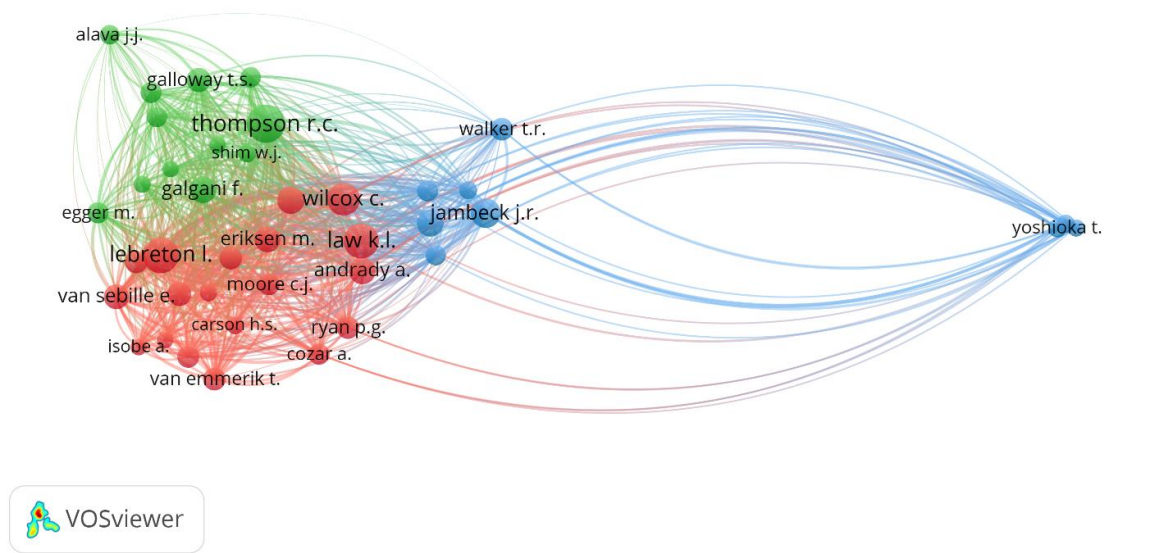 alava j.j.
galloway t.s.
thompson r.c.
walker t.r.
shim w.j.
galgani f.
wilcox c.
egger m.
jambeck j.r.
yoshioka t.
eriksen m.
law k.l.
lebreton l.
andrady a.
moore c.j.
van sebille e.
carson h.s.
ryan p.g.
isobe a.
cozar a.
van emmerik t.
VOSviewer